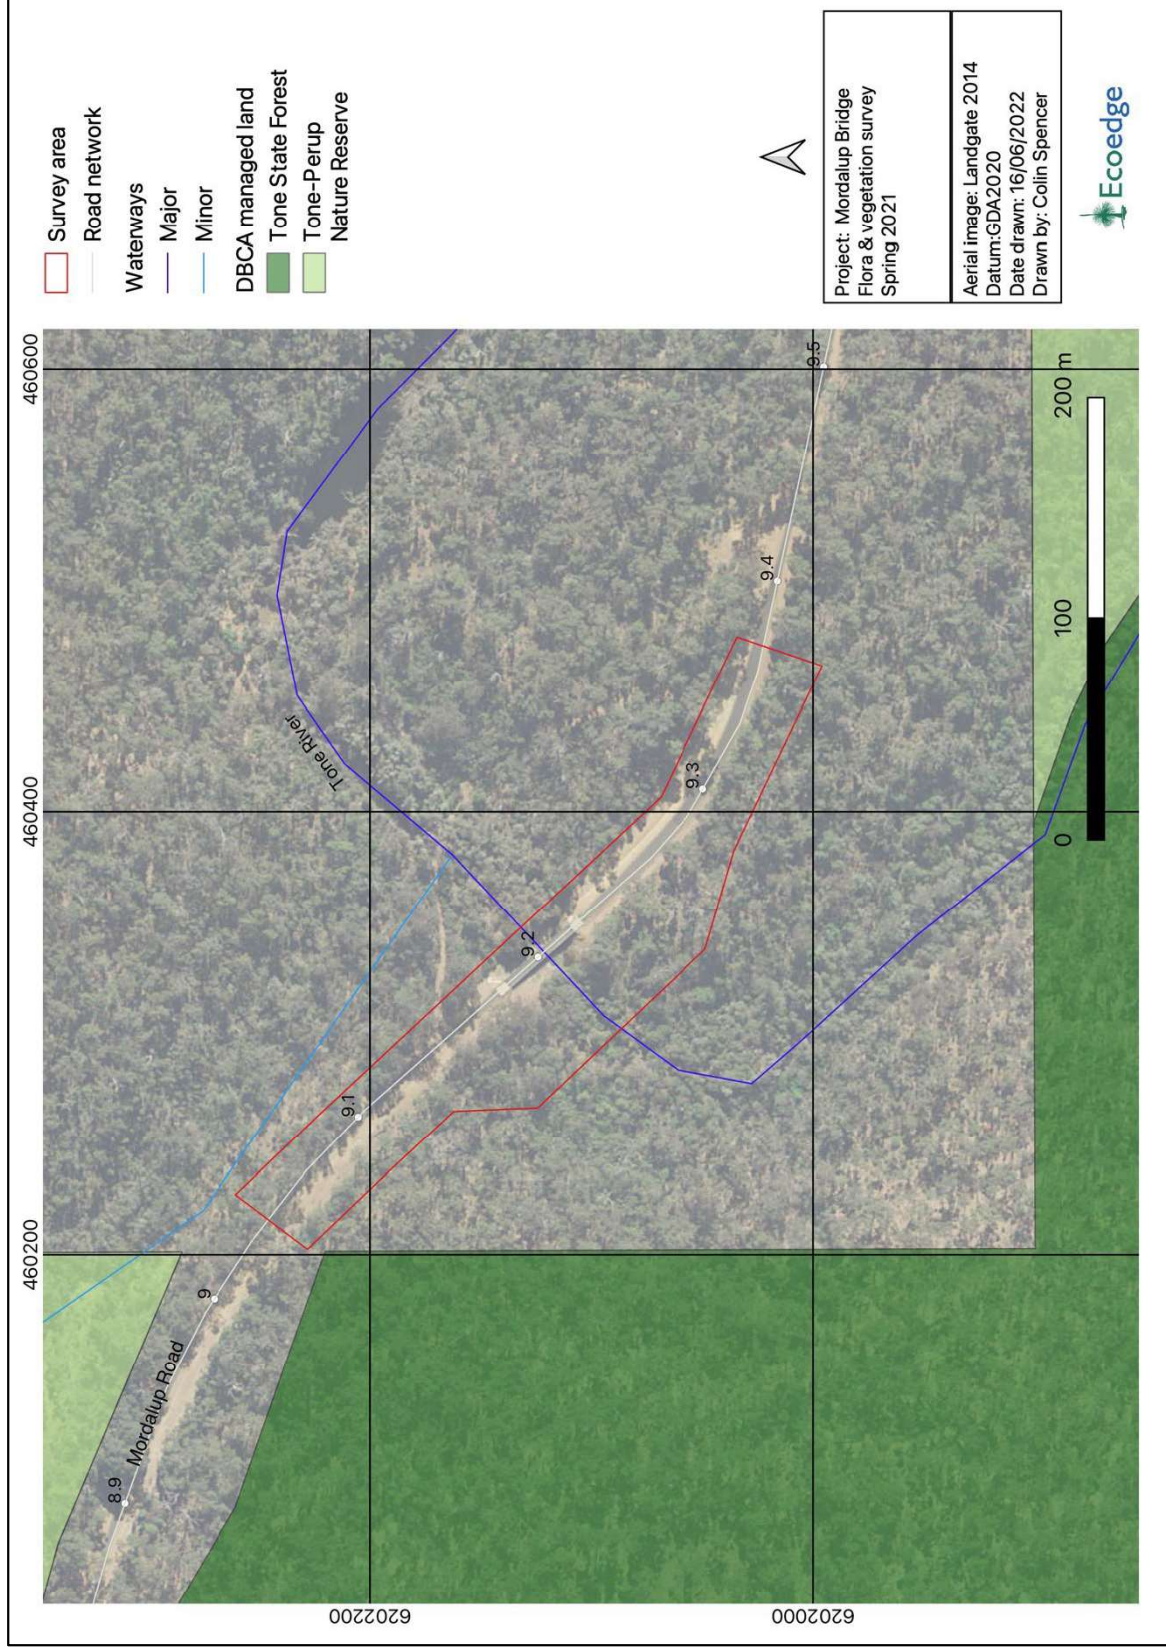 460200
460400
460600
6202200
6202000
8.9
Mordalup Road
9
9.1
9.2
9.3
9.4
9.5
Tone River
0
100
200 m
Survey area
Road network
Waterways
Major
Minor
DBCA managed land
Tone State Forest
Tone-Perup
Nature Reserve
Project: Mordalup Bridge
Flora & vegetation survey
Spring 2021
Aerial image: Landgate 2014
Datum:GDA2020
Date drawn: 16/06/2022
Drawn by: Colin Spencer
Ecoedge